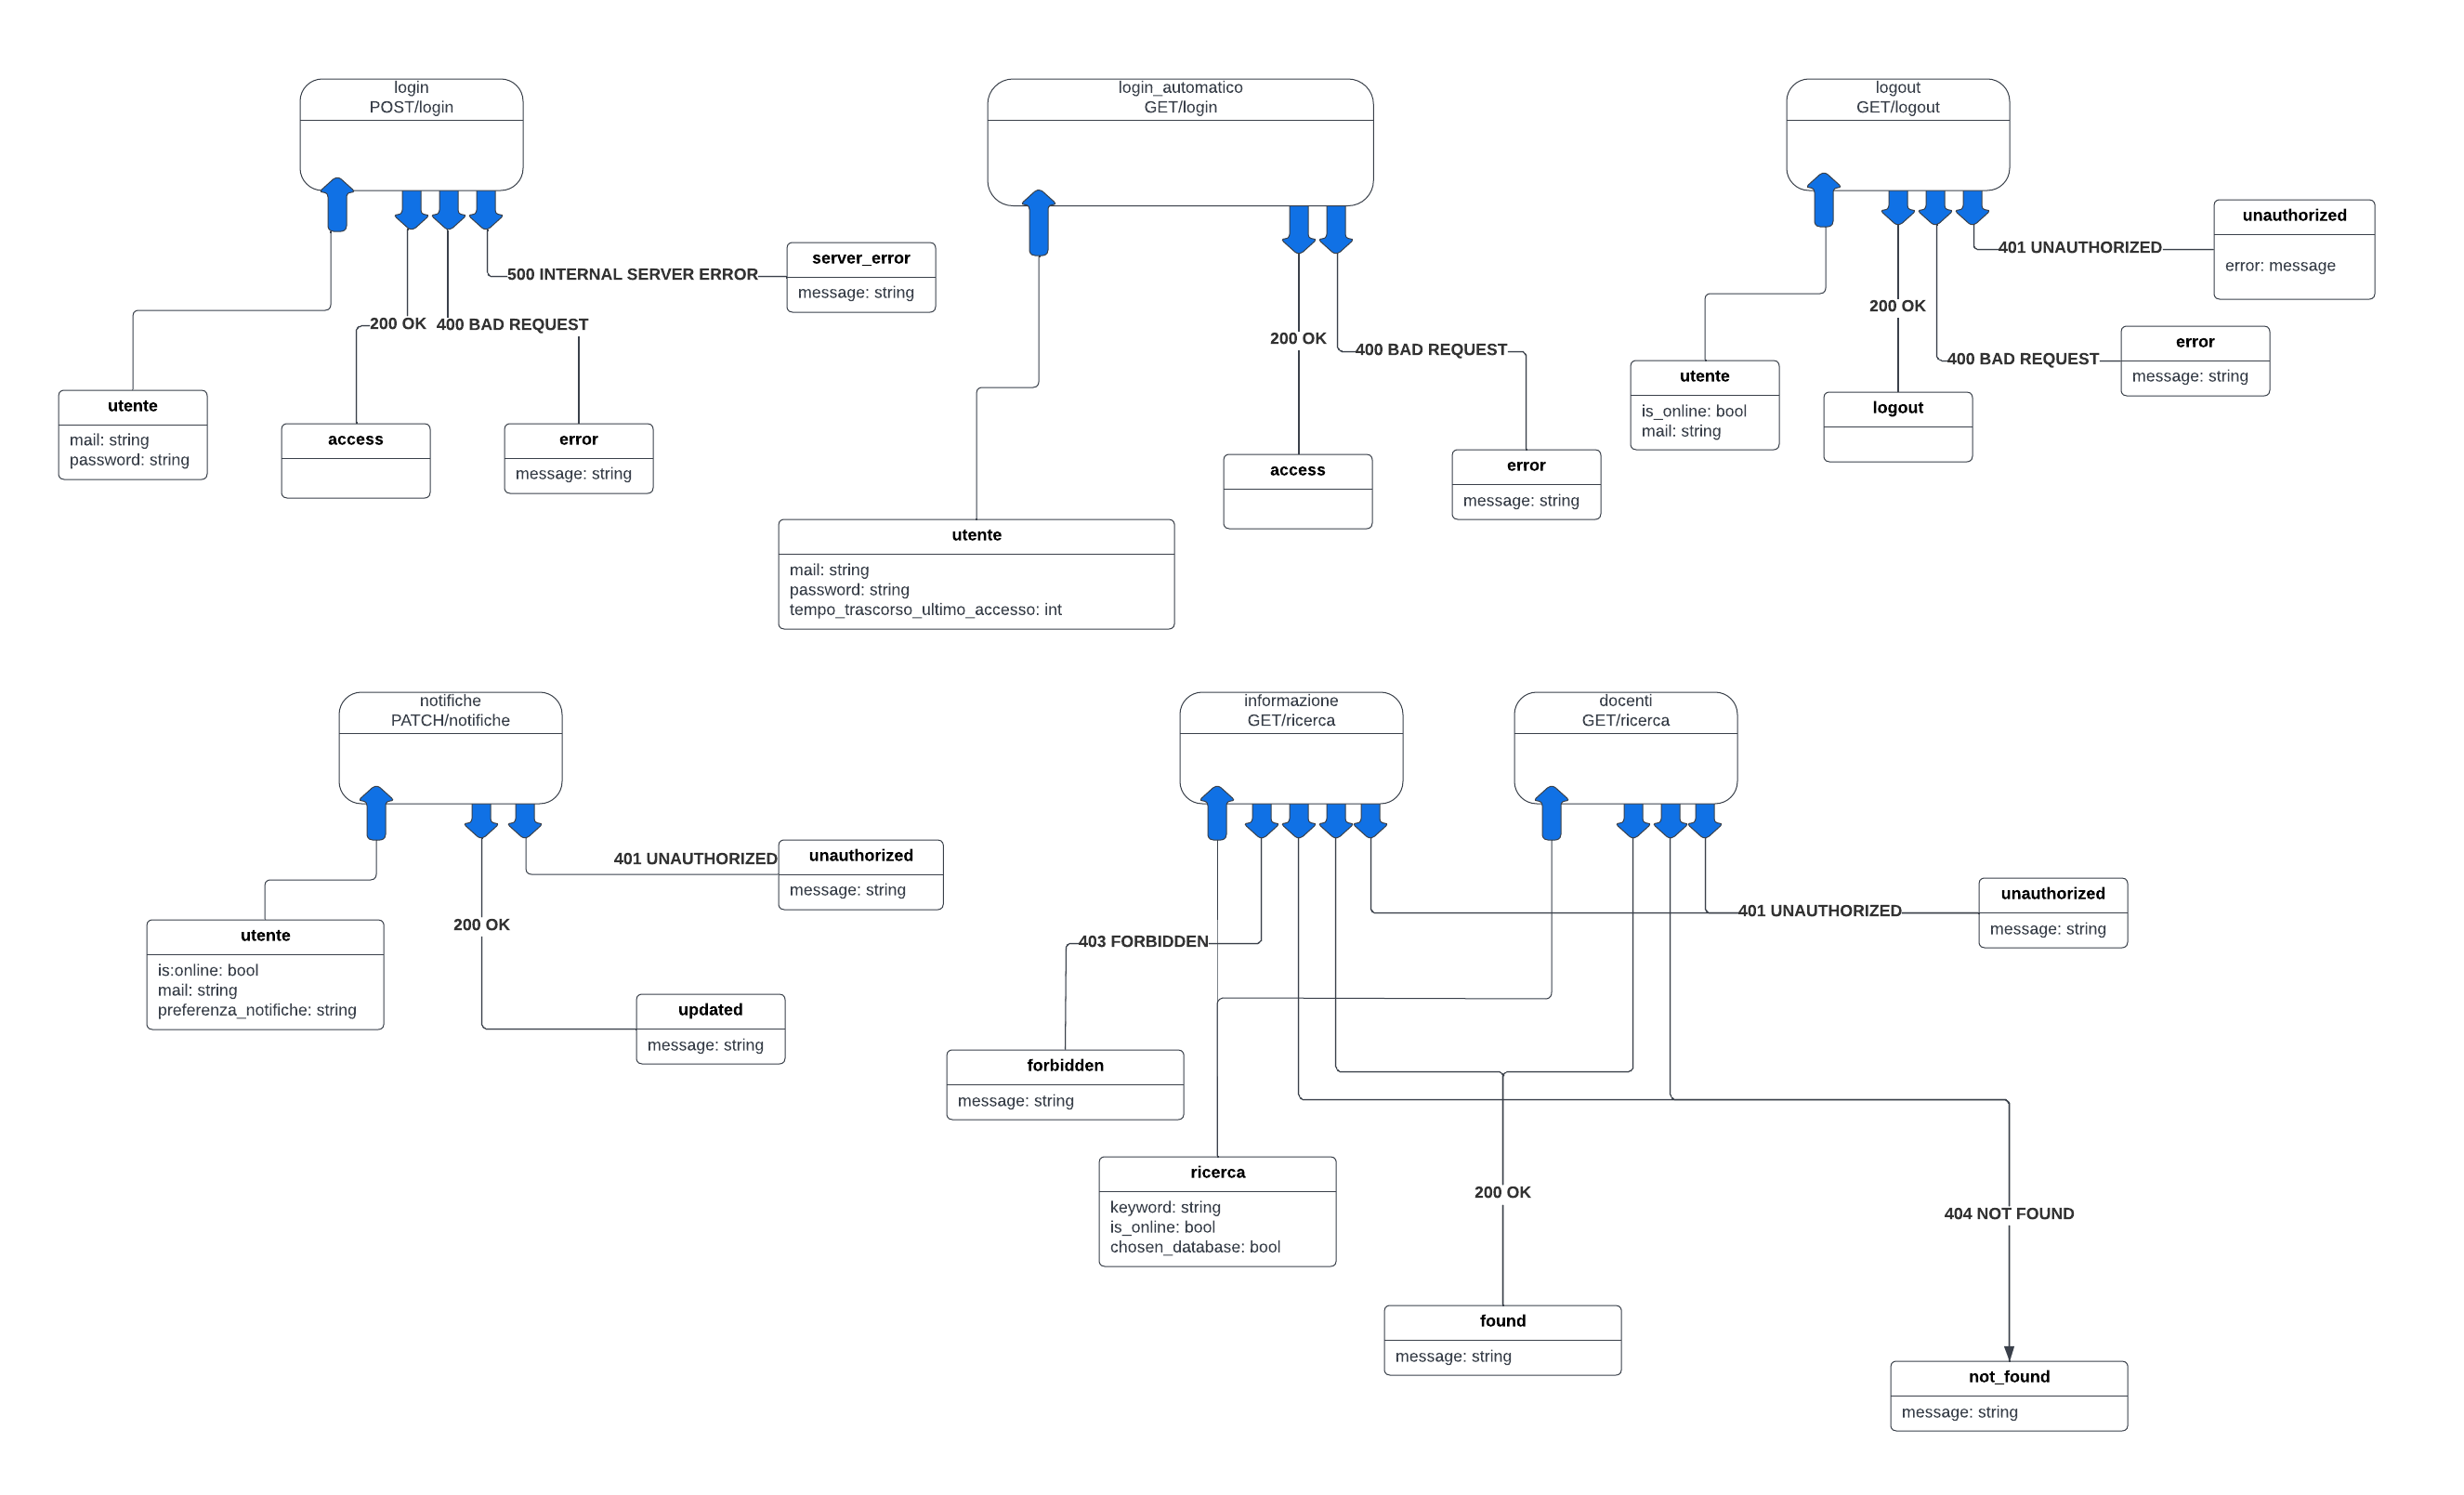 login
POST/login
500 INTERNAL SERVER ERROR
server_error
message: string
200 OK
400 BAD REQUEST
utente
mail: string
password: string
access
error
message: string
login_automatico
GET/login
200 OK
400 BAD REQUEST
access
error
message: string
utente
mail: string
password: string
tempo_trascorso_ultimo_accesso: int
logout
GET/logout
401 UNAUTHORIZED
unauthorized
error: message
200 OK
400 BAD REQUEST
error
message: string
utente
is_online: bool
mail: string
logout
notifiche
PATCH/notifiche
401 UNAUTHORIZED
unauthorized
message: string
200 OK
utente
is:online: bool
mail: string
preferenza_notifiche: string
updated
message: string
informazione
GET/ricerca
docenti
GET/ricerca
401 UNAUTHORIZED
unauthorized
message: string
403 FORBIDDEN
forbidden
message: string
ricerca
keyword: string
is_online: bool
chosen_database: bool
200 OK
404 NOT FOUND
found
message: string
not_found
message: string